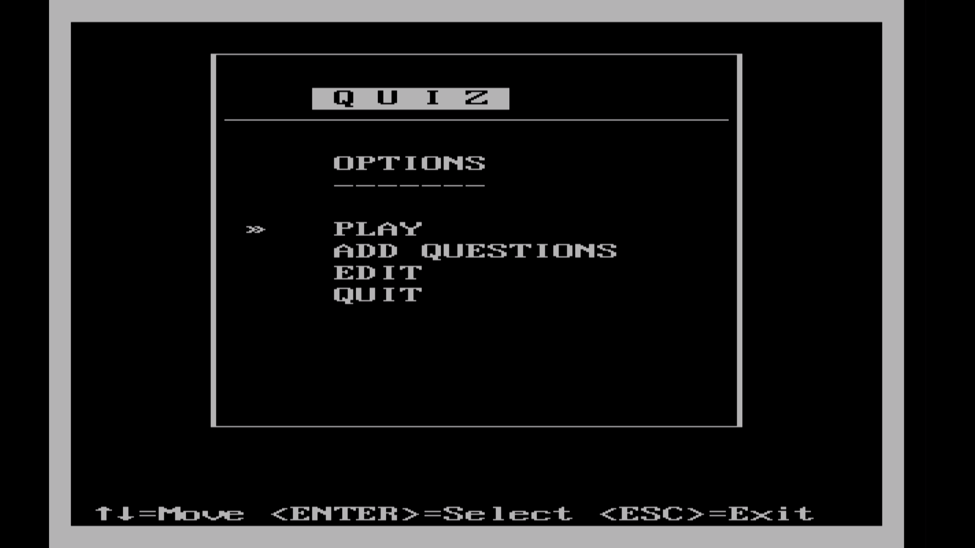 Q U I Z
OPTIONS
-------
» PLAY
ADD QUESTIONS
EDIT
QUIT
↑↓=Move <ENTER>=Select <ESC>=Exit